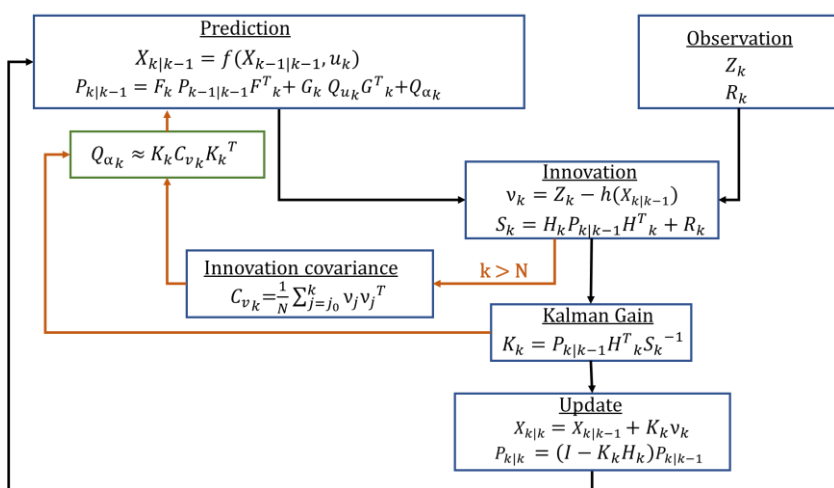 Prediction
X_{k|k−1} = f(X_{k−1|k−1}, u_k)
P_{k|k−1} = F_k P_{k−1|k−1}F^T_k + G_k Q_{u_k}G^T_k+Q_{α_k}
Observation
Z_k
R_k
Q_{α_k} ≈ K_k C_{v_k} K_k^T
Innovation
ν_k = Z_k − h(X_{k|k−1})
S_k = H_k P_{k|k−1}H^T_k + R_k
k > N
Innovation covariance
C_{v_k}=\frac{1}{N} ∑_{j=j_0}^k ν_j ν_j^T
Kalman Gain
K_k = P_{k|k−1}H^T_k S_k^{−1}
Update
X_{k|k} = X_{k|k−1} + K_k ν_k
P_{k|k} = (I − K_k H_k)P_{k|k−1}